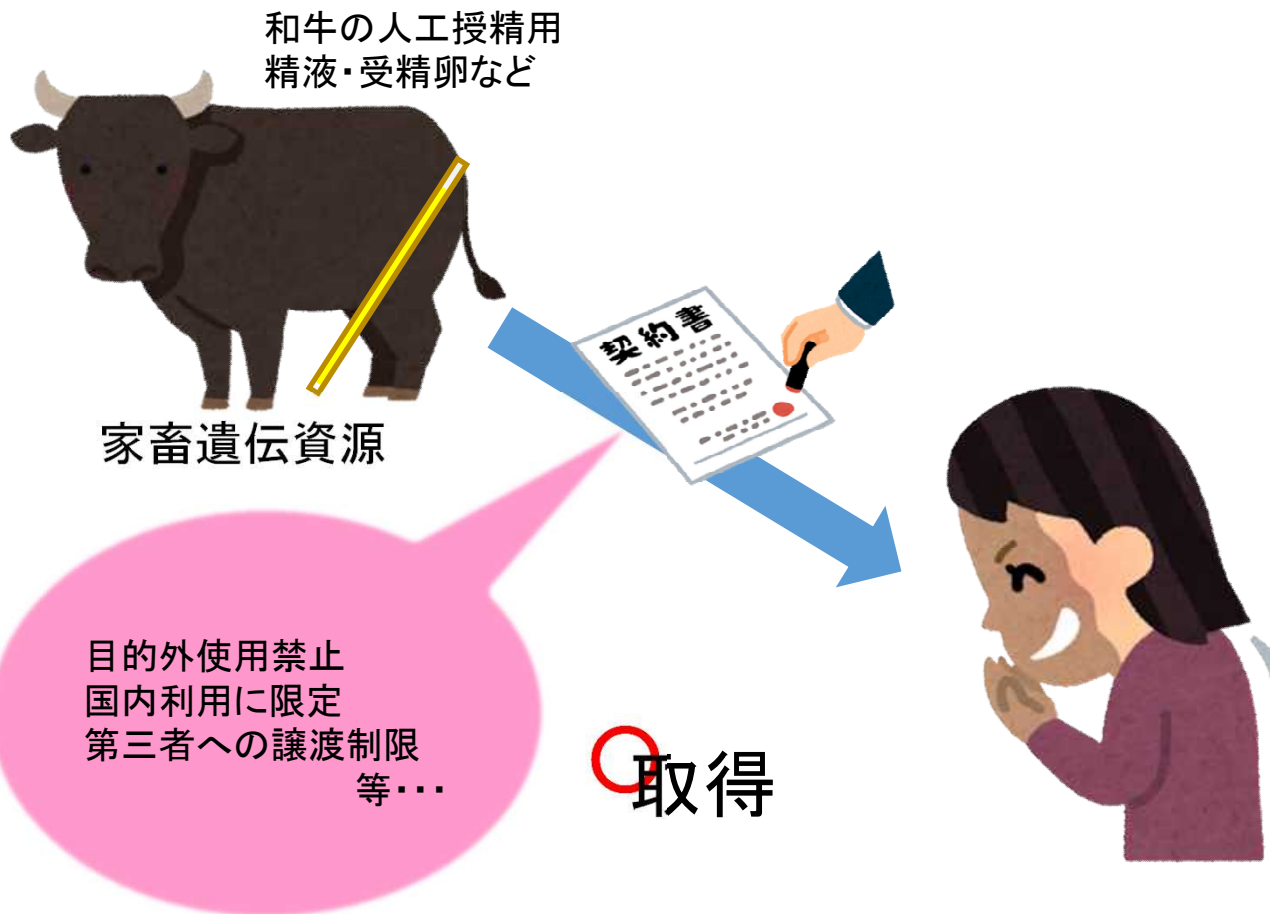 和牛の人工授精用
精液・受精卵など
契約書
家畜遺伝資源
目的外使用禁止
国内利用に限定
第三者への譲渡制限
等・・・
取得